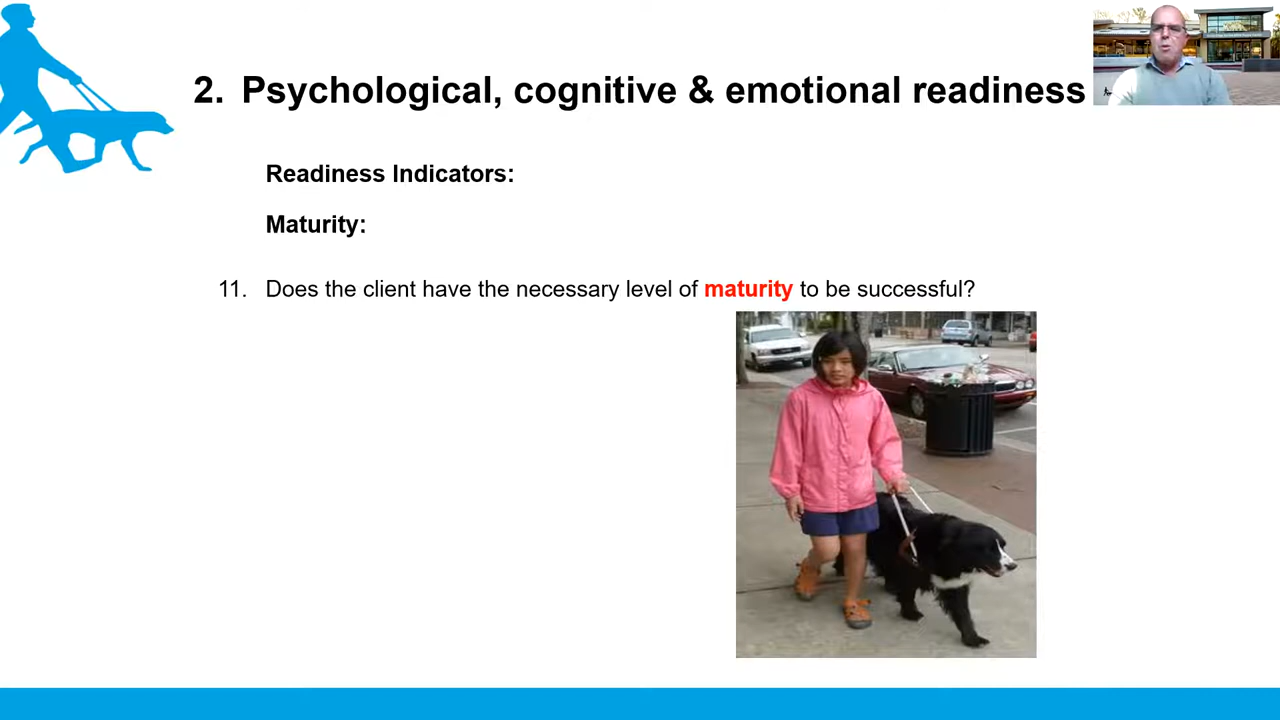 2. Psychological, cognitive & emotional readiness
Readiness Indicators:
Maturity:
11. Does the client have the necessary level of maturity to be successful?